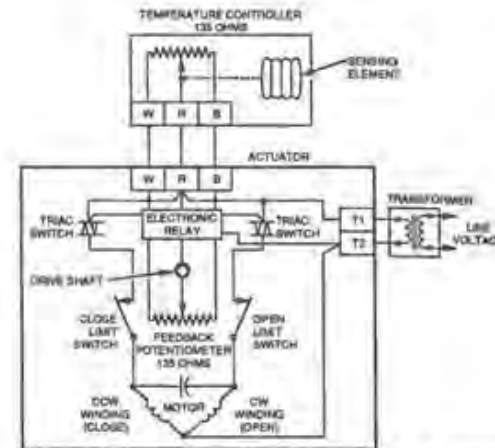 TEMPERATURE CONTROLLER
135 OHMS
SENSING
ELEMENT
W R B
ACTUATOR
W R B
TRIAC
SWITCH
ELECTRONIC
RELAY
TRIAC
SWITCH
T1
T2
TRANSFORMER
LINE
VOLTAGE
DRIVE SHAFT
CLOSE
LIMIT
SWITCH
FEEDBACK
POTENTIOMETER
135 OHMS
OPEN
LIMIT
SWITCH
CCW
WINDING
(CLOSE)
MOTOR
CW
WINDING
(OPEN)